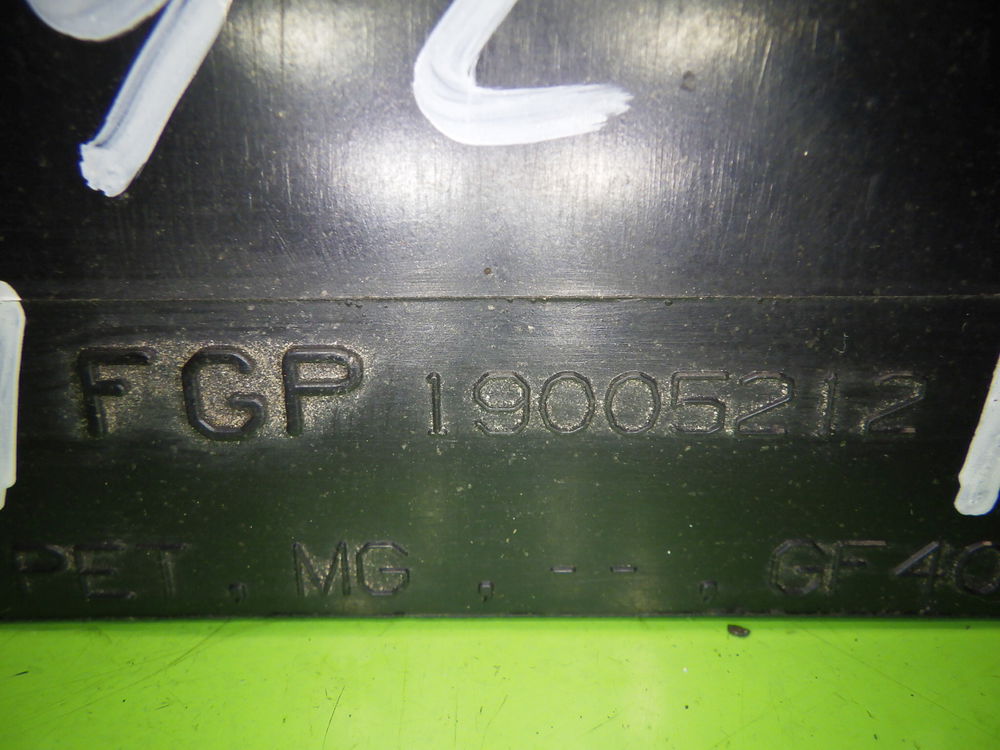 FGP 19005212
PET, MG , -- , GF40